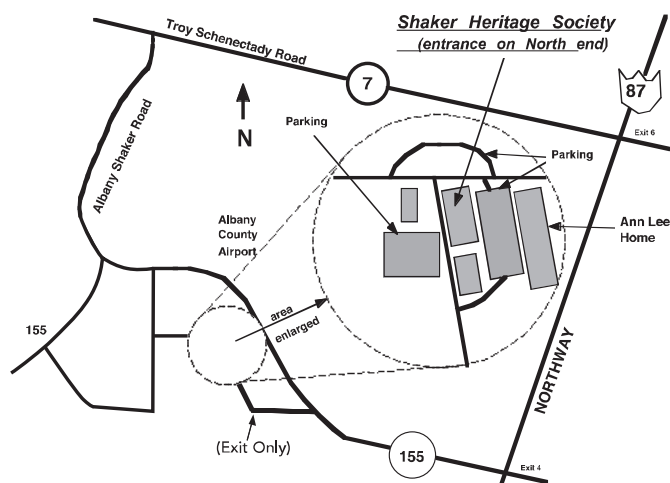 Shaker Heritage Society
(entrance on North end)
Troy Schenectady Road
7
87
Exit 6
N
Parking
Parking
Albany Shaker Road
Albany
County
Airport
Ann Lee
Home
area
enlarged
155
NORTHWAY
(Exit Only)
155
Exit 4